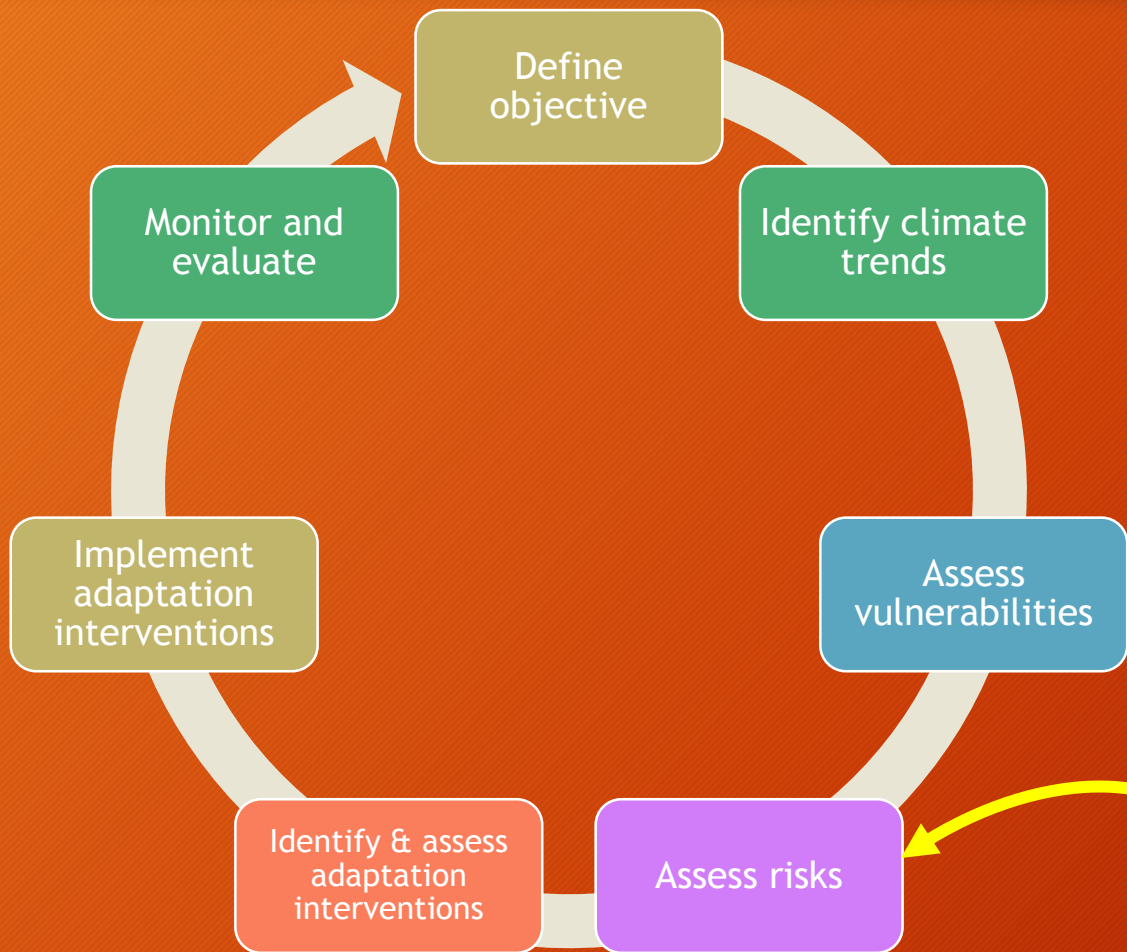 Define
objective
Identify climate
trends
Assess
vulnerabilities
Assess risks
Identify & assess
adaptation
interventions
Implement
adaptation
interventions
Monitor and
evaluate